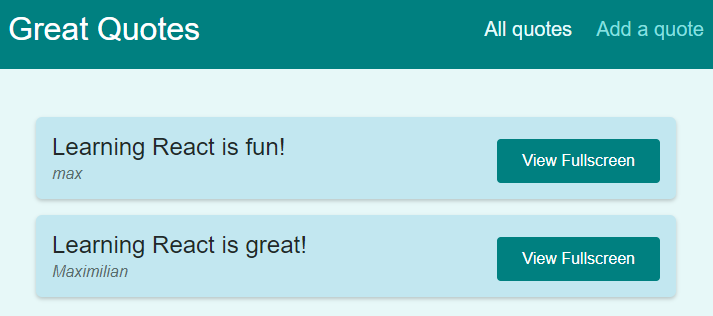 Great Quotes
All quotes
Add a quote
Learning React is fun!
max
View Fullscreen
Learning React is great!
Maximilian
View Fullscreen